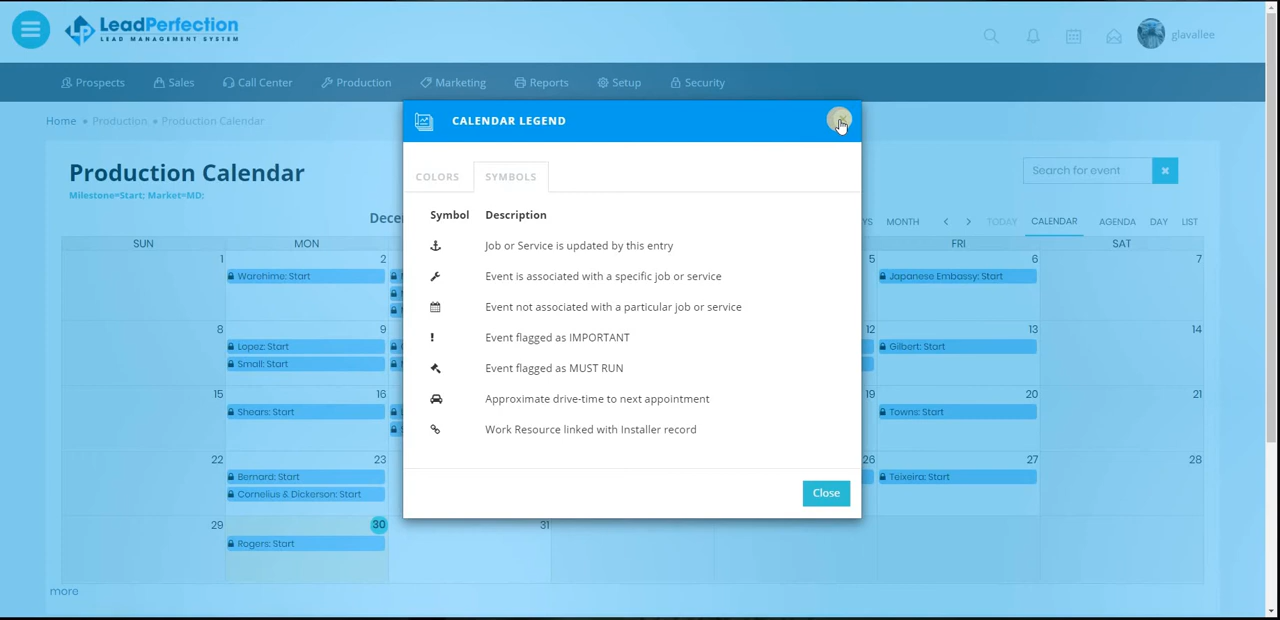 LeadPerfection
LEAD MANAGEMENT SYSTEM
glavallee
Prospects Sales Call Center Production Marketing Reports Setup Security
Home » Production » Production Calendar
CALENDAR LEGEND
Production Calendar
Milestone=Start; Market=MD;
Search for event
COLORS SYMBOLS
MONTH TODAY CALENDAR AGENDA DAY LIST
Symbol Description
Job or Service is updated by this entry
Event is associated with a specific job or service
Event not associated with a particular job or service
Event flagged as IMPORTANT
Event flagged as MUST RUN
Approximate drive-time to next appointment
Work Resource linked with Installer record
Close
SUN MON FRI SAT
1 2 5 6 7
Warehime: Start Japanese Embassy: Start
8 9 12 13 14
Lopez: Start Gilbert: Start
Small: Start
15 16 19 20 21
Shears: Start Towns: Start
22 23 26 27 28
Bernard: Start Teixeira: Start
Cornelius & Dickerson: Start
29 30 31
Rogers: Start
more